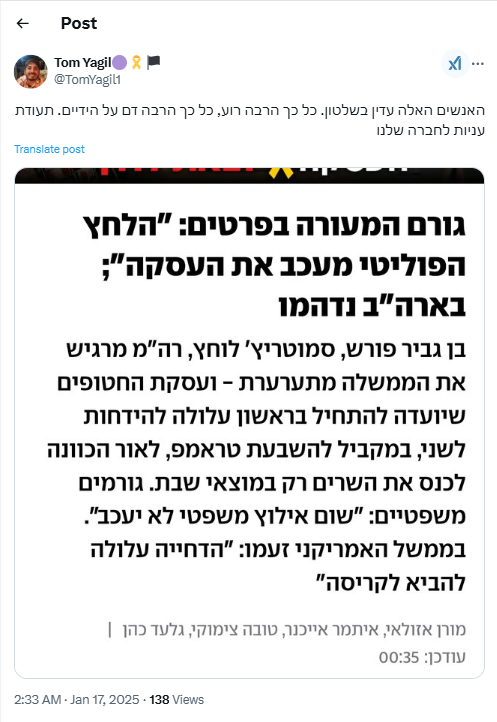 Post
Tom Yagil
@TomYagil1
האנשים האלה עדין בשלטון. כל כך הרבה רוע, כל כך הרבה דם על הידיים. תעודת
עניות לחברה שלנו
Translate post
גורם המעורה בפרטים: "הלחץ
הפוליטי מעכב את העסקה";
בארה"ב נדהמו
בן גביר פורש, סמוטריץ' לוחץ, רה"מ מרגיש
את הממשלה מתערערת - ועסקת החטופים
שיועדה להתחיל בראשון עלולה להידחות
לשני, במקביל להשבעת טראמפ, לאור הכוונה
לכנס את השרים רק במוצאי שבת. גורמים
משפטיים: "שום אילוץ משפטי לא יעכב".
בממשל האמריקני זעמו: "הדחייה עלולה
להביא לקריסה"
מורן אזולאי, איתמר אייכנר, טובה צימוקי, גלעד כהן |
עודכן: 00:35
2:33 AM · Jan 17, 2025 · 138 Views